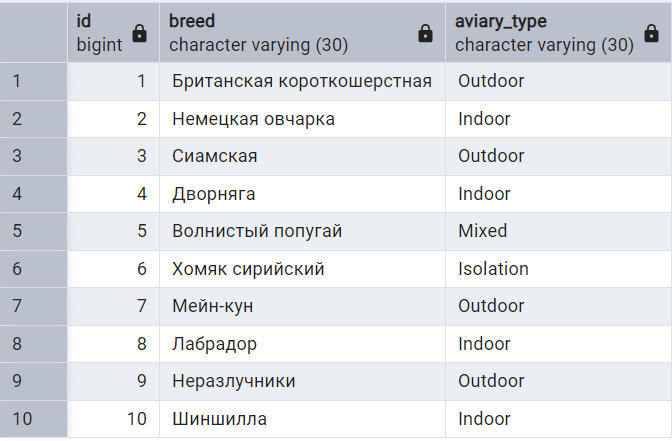 id breed aviary_type
bigint character varying (30) character varying (30)
1 1 Британская короткошерстная Outdoor
2 2 Немецкая овчарка Indoor
3 3 Сиамская Outdoor
4 4 Дворняга Indoor
5 5 Волнистый попугай Mixed
6 6 Хомяк сирийский Isolation
7 7 Мейн-кун Outdoor
8 8 Лабрадор Indoor
9 9 Неразлучники Outdoor
10 10 Шиншилла Indoor